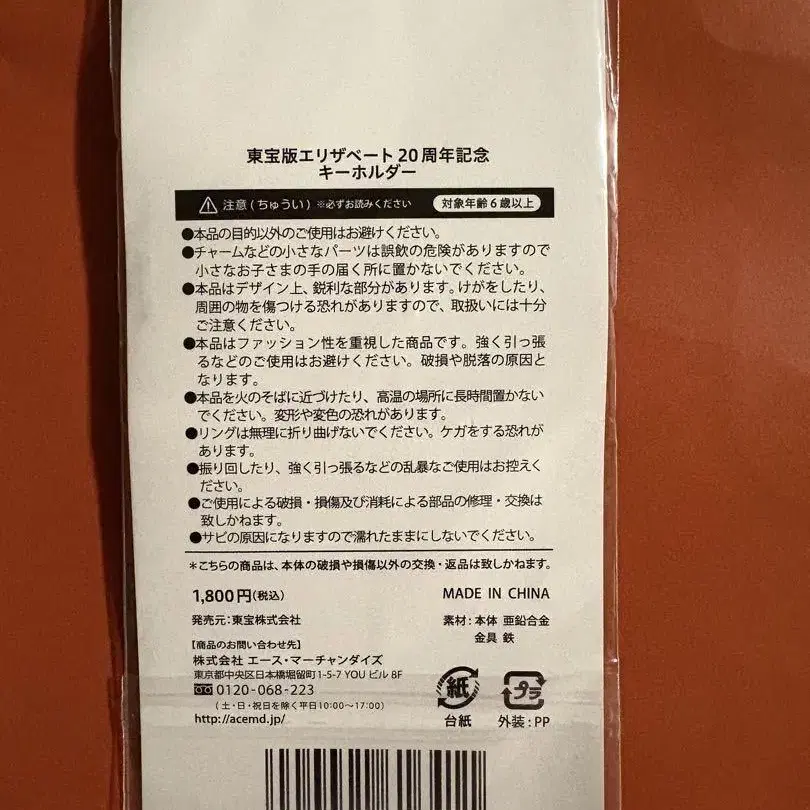 東宝版エリザベート 20周年記念
キーホルダー
注意(ちゅうい) ※必ずお読みください 対象年齢6歳以上
●本品の目的以外のご使用はお避けください。
●チャームなどの小さなパーツは誤飲の危険がありますので
小さなお子さまの手の届く所に置かないでください。
●本品はデザイン上、鋭利な部分があります。けがをしたり、
周囲の物を傷つける恐れがありますので、取扱いには十分
ご注意ください。
●本品はファッション性を重視した商品です。強く引っ張
るなどのご使用はお避けください。破損や脱落の原因と
なります。
●本品を火のそばに近づけたり、高温の場所に長時間置かない
でください。変形や変色の恐れがあります。
●リングは無理に折り曲げないでください。ケガをする恐れが
あります。
●振り回したり、強く引っ張るなどの乱暴なご使用はお控えく
ださい。
●ご使用による破損・損傷及び消耗による部品の修理・交換は
致しかねます。
●サビの原因になりますので濡れたままにしないでください。
*こちらの商品は、本体の破損や損傷以外の交換・返品は致しかねます。
1,800円(税込) MADE IN CHINA
発売元:東宝株式会社 素材:本体 亜鉛合金
金具 鉄
【商品のお問い合わせ先】
株式会社 エース・マーチャンダイズ
東京都中央区日本橋堀留町1-5-7 YOU ビル 8F
0120-068-223
(土・日・祝日を除く平日10:00〜17:00)
http://acemd.jp/
紙 プラ
台紙 外装:PP